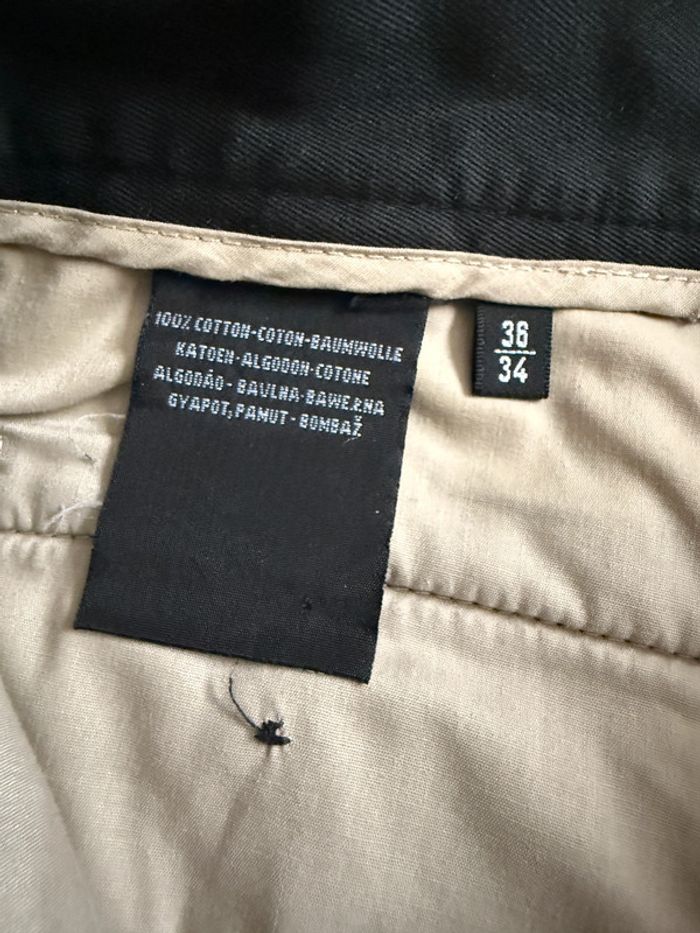 100% COTTON-COTON-BAUMWOLLE
KATOEN-ALGODON-COTONE
ALGODÃO-BAVLNA-BAWEŁNA
GYAPOT, PAMUT-BOMBAŽ
36
34